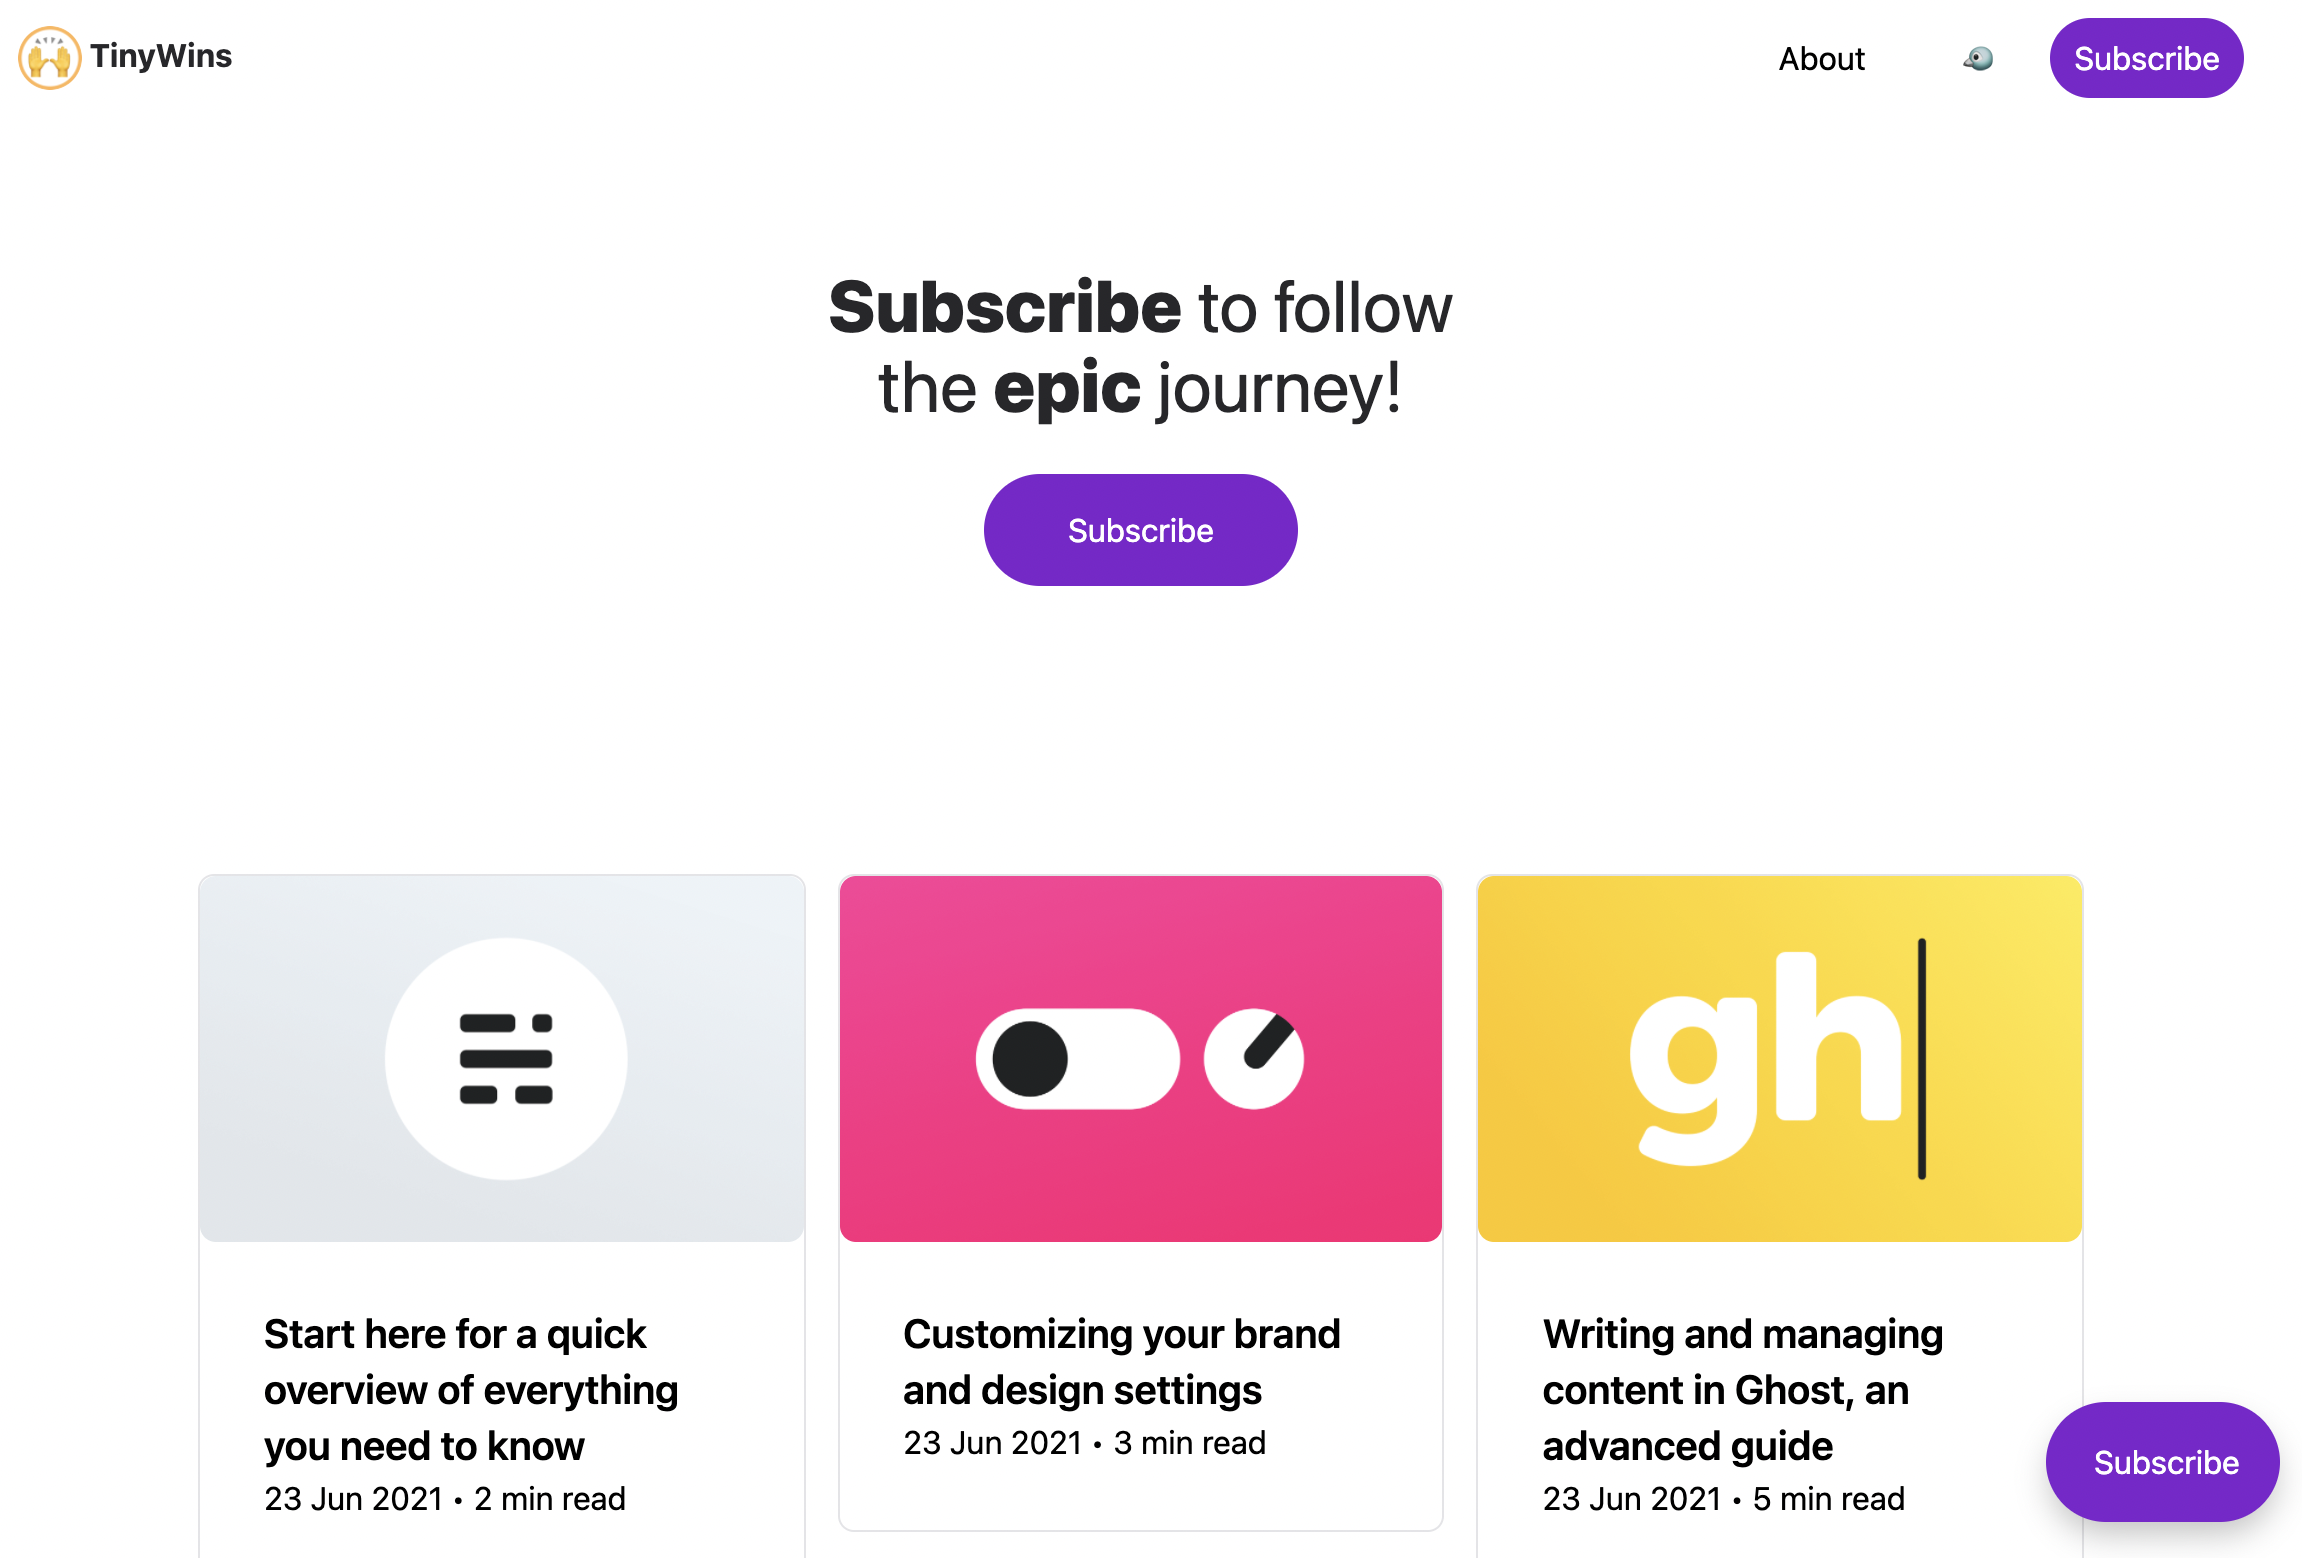 TinyWins
About
Subscribe
Subscribe to follow
the epic journey!
Subscribe
gh
Start here for a quick
overview of everything
you need to know
23 Jun 2021 • 2 min read
Customizing your brand
and design settings
23 Jun 2021 • 3 min read
Writing and managing
content in Ghost, an
advanced guide
23 Jun 2021 • 5 min read
Subscribe